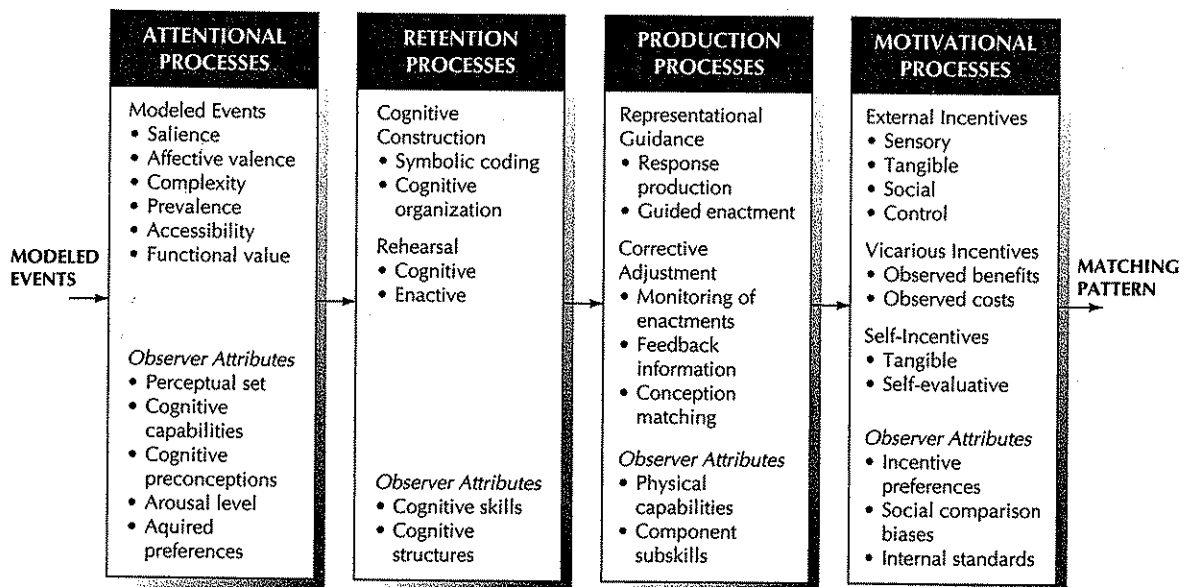 ATTENTIONAL
PROCESSES
Modeled Events
• Salience
• Affective valence
• Complexity
• Prevalence
• Accessibility
• Functional value
Observer Attributes
• Perceptual set
• Cognitive
capabilities
• Cognitive
preconceptions
• Arousal level
• Aquired
preferences
RETENTION
PROCESSES
Cognitive
Construction
• Symbolic coding
• Cognitive
organization
Rehearsal
• Cognitive
• Enactive
Observer Attributes
• Cognitive skills
• Cognitive
structures
PRODUCTION
PROCESSES
Representational
Guidance
• Response
production
• Guided enactment
Corrective
Adjustment
• Monitoring of
enactments
• Feedback
information
• Conception
matching
Observer Attributes
• Physical
capabilities
• Component
subskills
MOTIVATIONAL
PROCESSES
External Incentives
• Sensory
• Tangible
• Social
• Control
Vicarious Incentives
• Observed benefits
• Observed costs
Self-Incentives
• Tangible
• Self-evaluative
Observer Attributes
• Incentive
preferences
• Social comparison
biases
• Internal standards
MODELED
EVENTS
MATCHING
PATTERN